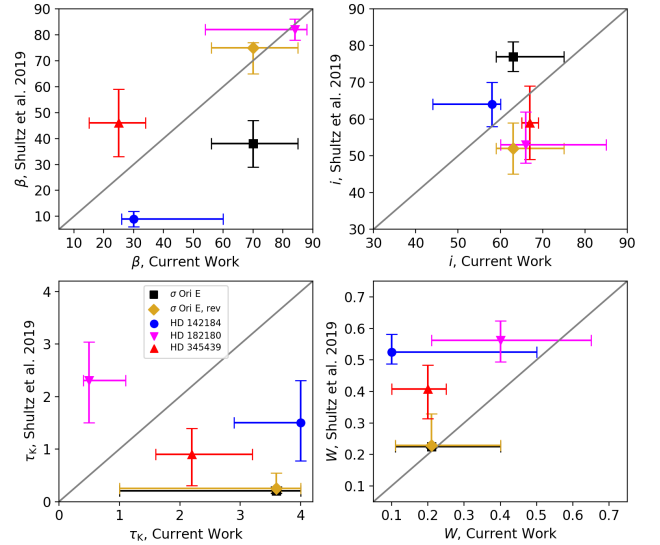 90
80
70
60
50
40
30
20
10
β, Shultz et al. 2019
10 20 30 40 50 60 70 80 90
β, Current Work
90
80
70
60
50
40
30
i, Shultz et al. 2019
30 40 50 60 70 80 90
i, Current Work
4
3
2
1
0
τK, Shultz et al. 2019
σ Ori E
σ Ori E, rev
HD 142184
HD 182180
HD 345439
0 1 2 3 4
τK, Current Work
0.7
0.6
0.5
0.4
0.3
0.2
0.1
W, Shultz et al. 2019
0.1 0.2 0.3 0.4 0.5 0.6 0.7
W, Current Work